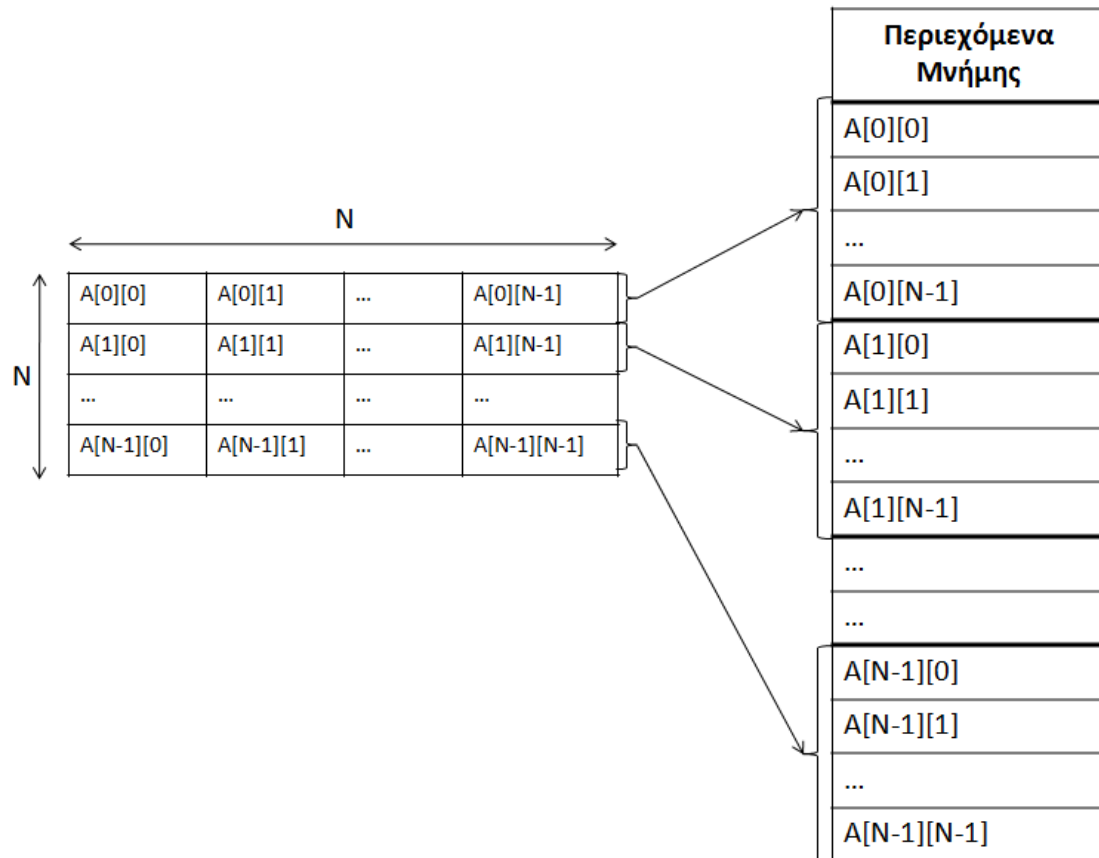 N
N
A[0][0] A[0][1] ... A[0][N-1]
A[1][0] A[1][1] ... A[1][N-1]
... ... ... ...
A[N-1][0] A[N-1][1] ... A[N-1][N-1]
Περιεχόμενα
Μνήμης
A[0][0]
A[0][1]
...
A[0][N-1]
A[1][0]
A[1][1]
...
A[1][N-1]
...
...
A[N-1][0]
A[N-1][1]
...
A[N-1][N-1]